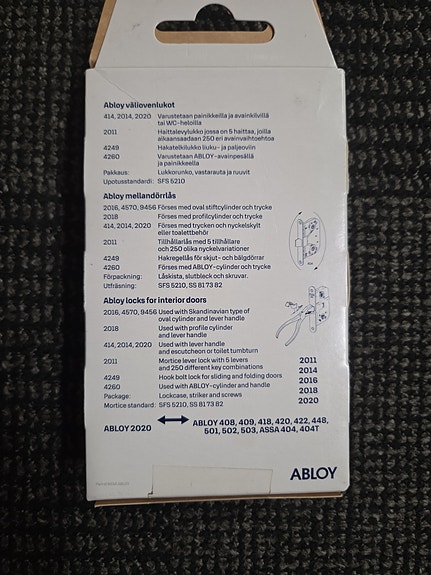 Abloy väliovenlukot
414, 2014, 2020 Varustetaan painikkeilla ja avainkilvillä
tai WC-heloilla
2011 Haittalevylukko jossa on 5 haittaa, joilla
aikaansaadaan 250 eri avainvaihtoehtoa
4249 Hakatelkilukko liuku- ja paljeoviin
4260 Varustetaan ABLOY-avainpesällä
ja painikkeella
Pakkaus: Lukkorunko, vastarauta ja ruuvit
Upotusstandardi: SFS 5210
Abloy mellandörrlås
2016, 4570, 9456 Förses med oval stiftcylinder och trycke
2018 Förses med profilcylinder och trycke
414, 2014, 2020 Förses med trycken och nyckelskylt
eller toalettbehör
2011 Tillhållarlås med 5 tillhållare
och 250 olika nyckelvariationer
4249 Hakregellås för skjut- och bälgdörrar
4260 Förses med ABLOY-cylinder och trycke
Förpackning: Låskista, slutbleck och skruvar.
Utfräsning: SFS 5210, SS 81 73 82
Abloy locks for interior doors
2016, 4570, 9456 Used with Skandinavian type of
oval cylinder and lever handle
2018 Used with profile cylinder
and lever handle
414, 2014, 2020 Used with lever handle
and escutcheon or toilet tumbturn
2011 Mortice lever lock with 5 levers
and 250 different key combinations
4249 Hook bolt lock for sliding and folding doors
4260 Used with ABLOY-cylinder and handle
Package: Lockcase, striker and screws
Mortice standard: SFS 5210, SS 81 73 82
2011
2014
2016
2018
2020
ABLOY 2020 ABLOY 408, 409, 418, 420, 422, 448,
501, 502, 503, ASSA 404, 404T
ABLOY